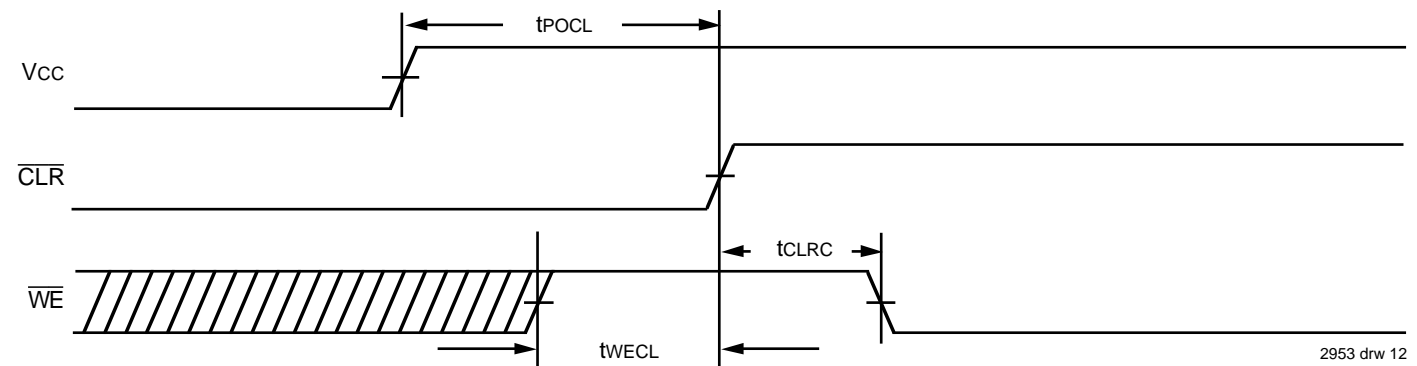 tPOCL
VCC
CLR
tCLRC
WE
tWECL
2953 drw 12